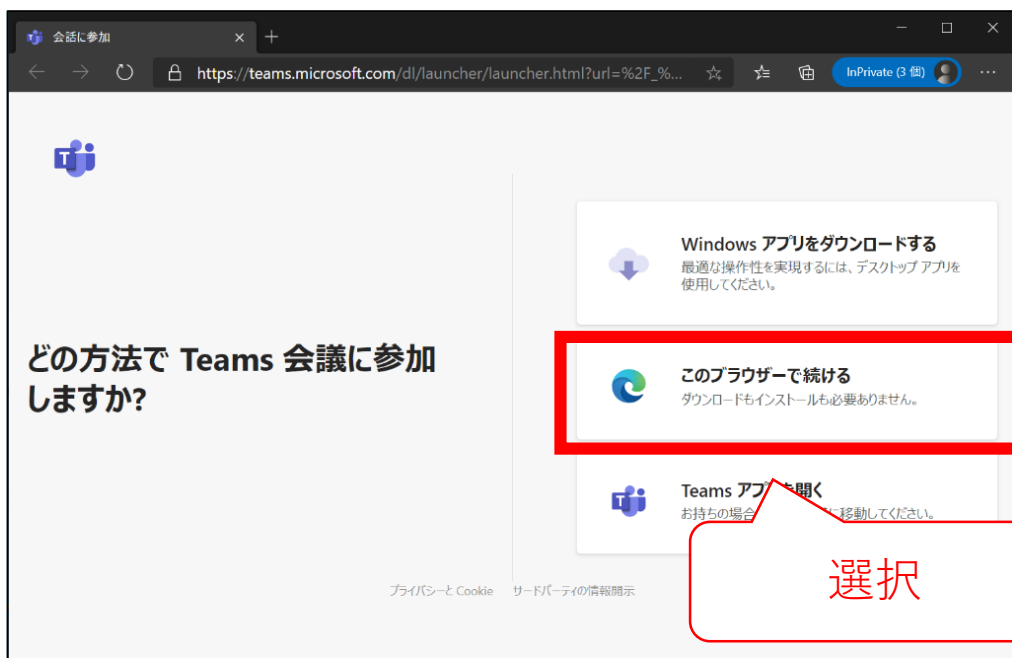 会話に参加
https://teams.microsoft.com/dl/launcher/launcher.html?url=%2F_%...
InPrivate (3 個)
どの方法で Teams 会議に参加
しますか?
Windows アプリをダウンロードする
最適な操作性を実現するには、デスクトップ アプリを
使用してください。
このブラウザーで続ける
ダウンロードもインストールも必要ありません。
Teams アプ を開く
お持ちの場合 に移動してください。
選択
プライバシーと Cookie サードパーティの情報開示